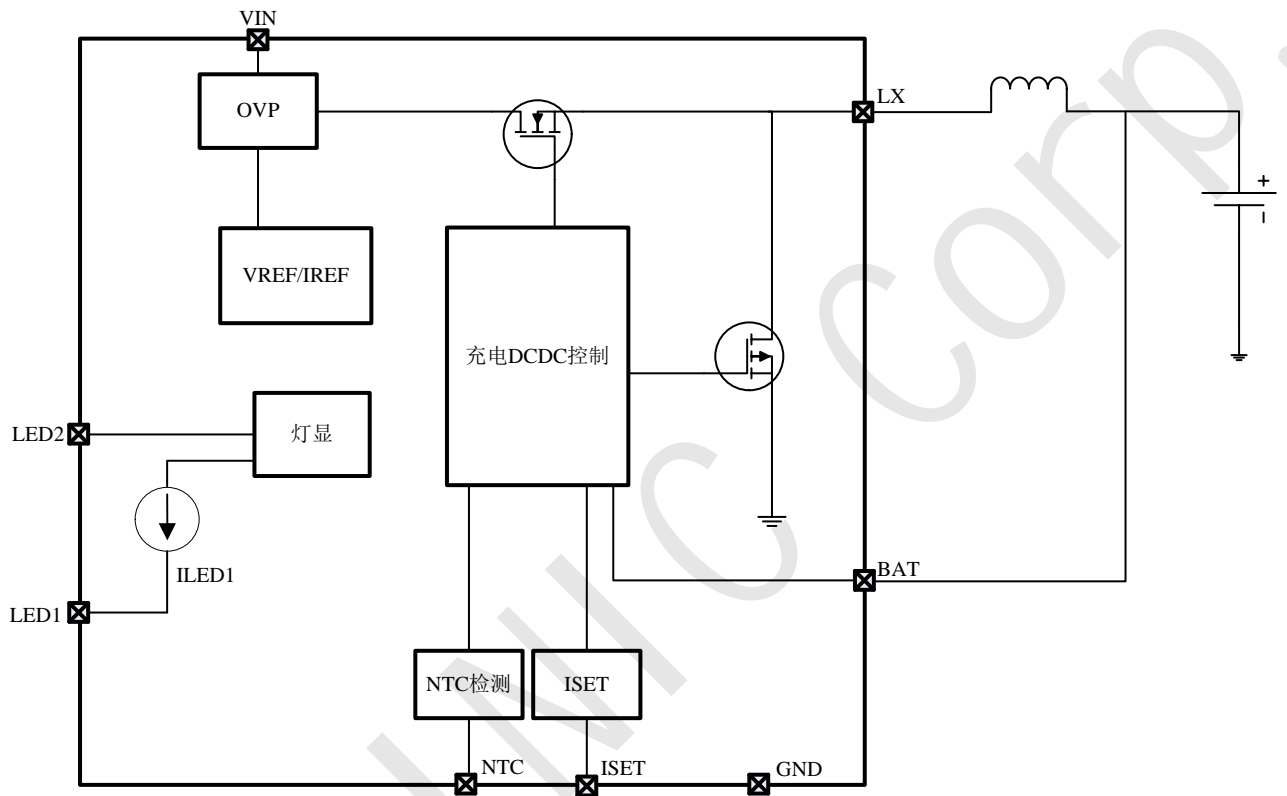 VIN
OVP
LX
+
VREF/IREF
充电DCDC控制
LED2
灯显
ILED1
BAT
LED1
NTC检测
ISET
NTC
ISET
GND
INIC Corp.